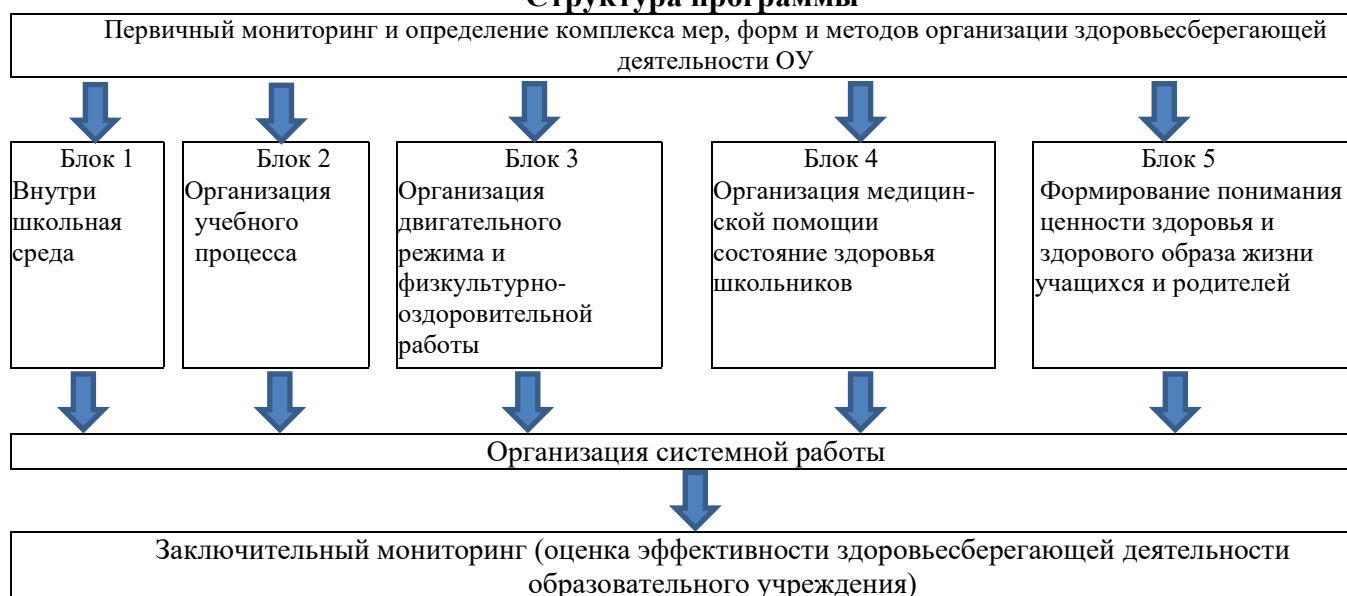 Структура программы
Первичный мониторинг и определение комплекса мер, форм и методов организации здоровьесберегающей
деятельности ОУ
Блок 1
Внутри
школьная
среда
Блок 2
Организация
учебного
процесса
Блок 3
Организация
двигательного
режима и
физкультурно-
оздоровительной
работы
Блок 4
Организация медицин-
ской помощи
состояние здоровья
школьников
Блок 5
Формирование понимания
ценности здоровья и
здорового образа жизни
учащихся и родителей
Организация системной работы
Заключительный мониторинг (оценка эффективности здоровьесберегающей деятельности
образовательного учреждения)